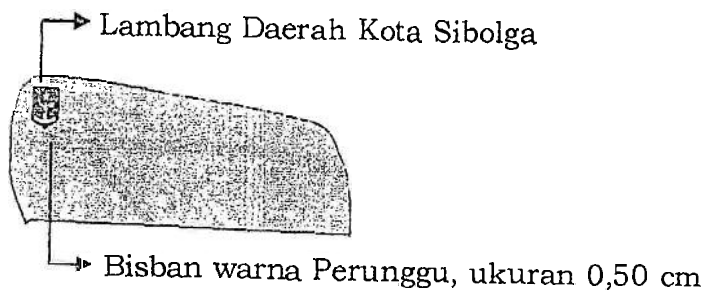 Lambang Daerah Kota Sibolga
Bisban warna Perunggu, ukuran 0,50 cm